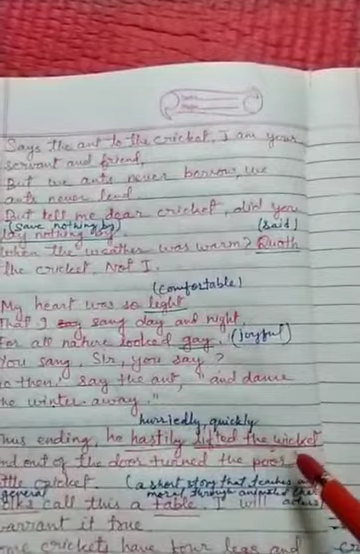 Says the ant to the cricket, I am your
servant and friend,
But we ants never borrow, we
ants never lend.
But tell me dear cricket, did you
(save nothing by) (said)
lay nothing by.
When the weather was warm? Quoth
the cricket, Not I.
(comfortable)
My heart was so light
That I sang day and night
For all nature looked gay. (joyful)
You sang, Sir, you say?
then" say the ant, "and dance
the winter away."
hurriedly, quickly
Thus ending, he hastily lifted the wicket
And out of the door turned the poor
little cricket. (a short story that teaches
general moral through animated
call this a fable. I will
warrant it true
some crickets have four legs and